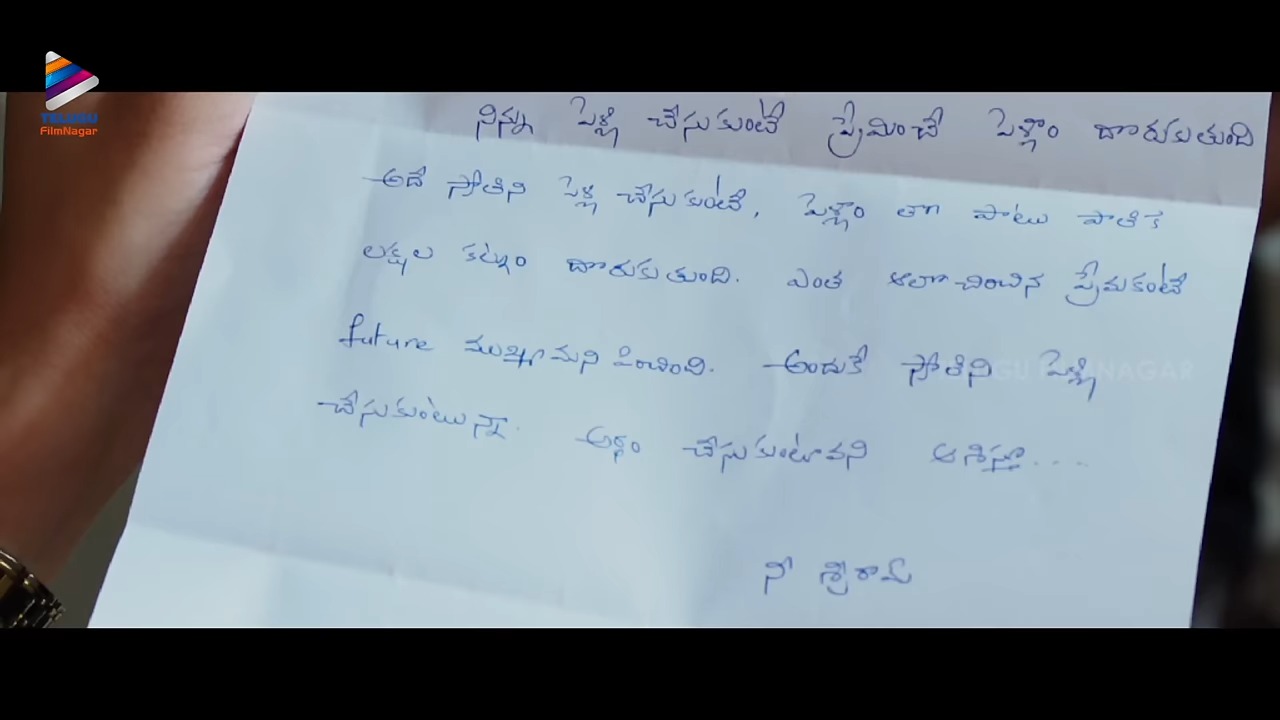 TELUGU
FilmNagar
నిన్ను పెళ్లి చేసుకుంటే ప్రేమించే పెళ్లాం దొరుకుతుంది
అదే స్వాతిని పెళ్లి చేసుకుంటే, పెళ్లాం తో పాటు పాతిక
లక్షల కట్నం దొరుకుతుంది. ఎంత ఆలోచించిన ప్రేమకంటే
future ముఖ్యమనిపించింది. అందుకే స్వాతిని పెళ్లి
చేసుకుంటున్నా. అర్థం చేసుకుంటావని ఆశిస్తూ....
నీ శ్రీరామ్